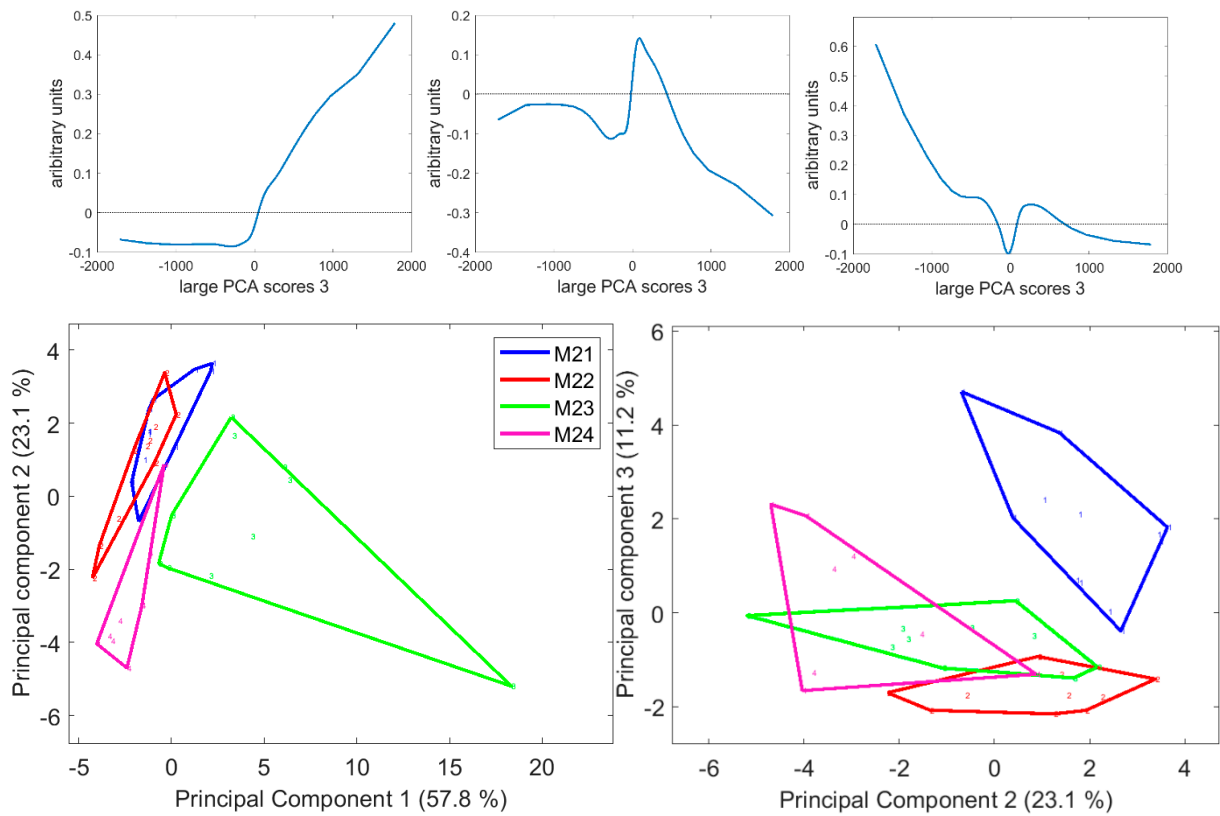 0.5
0.4
0.3
0.2
0.1
0
-0.1
-2000 -1000 0 1000 2000
aribitrary units
large PCA scores 3
0.2
0.1
0
-0.1
-0.2
-0.3
-0.4
-2000 -1000 0 1000 2000
aribitrary units
large PCA scores 3
0.6
0.5
0.4
0.3
0.2
0.1
0
-0.1
-2000 -1000 0 1000 2000
aribitrary units
large PCA scores 3
4
2
0
-2
-4
-6
-5 0 5 10 15 20
Principal component 2 (23.1 %)
Principal Component 1 (57.8 %)
M21
M22
M23
M24
6
4
2
0
-2
-6 -4 -2 0 2 4
Principal component 3 (11.2 %)
Principal Component 2 (23.1 %)